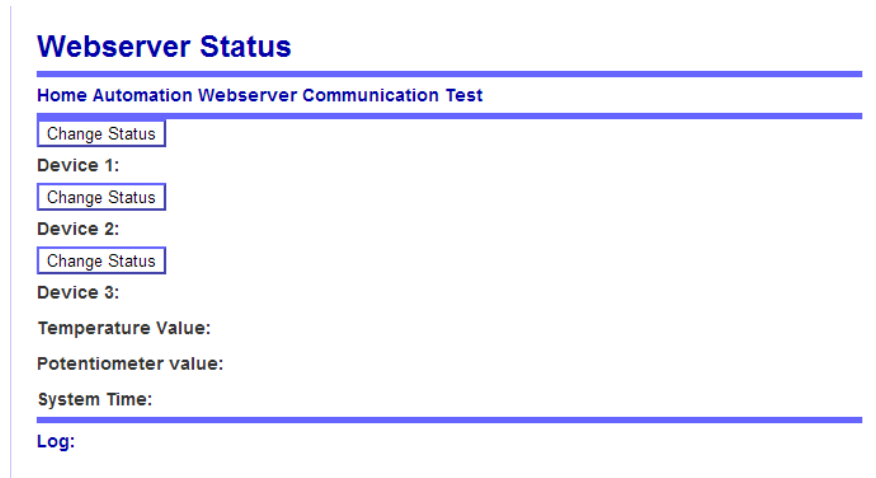 Webserver Status
Home Automation Webserver Communication Test
Change Status
Device 1:
Change Status
Device 2:
Change Status
Device 3:
Temperature Value:
Potentiometer value:
System Time:
Log: